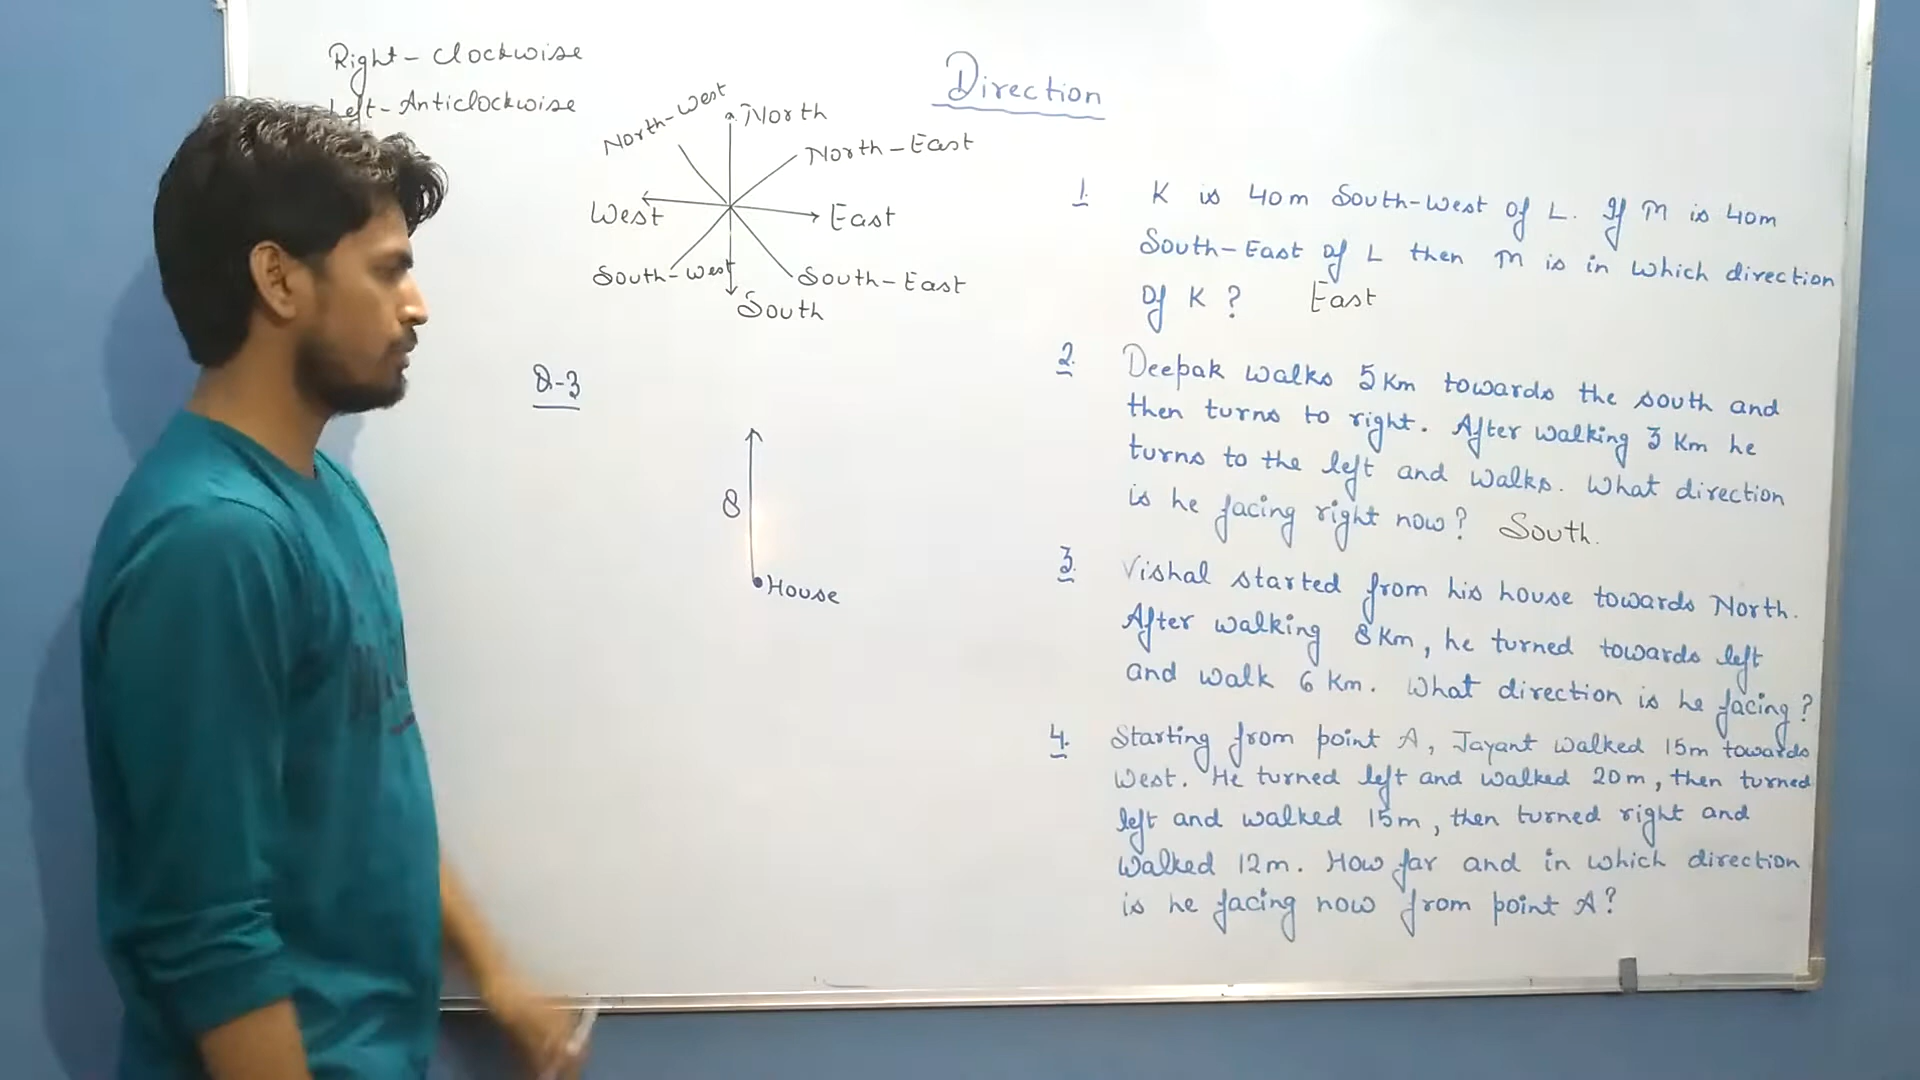 Right - Clockwise
Left - Anticlockwise
Direction
North-West
North
North-East
West
East
South-West
South-East
South
Q-3
8
House
1. K is 40m South-West of L. If M is 40m
South-East of L then M is in which direction
of K ? East
2. Deepak walks 5 Km towards the south and
then turns to right. After walking 3 Km he
turns to the left and walks. What direction
is he facing right now? South.
3. Vishal started from his house towards North.
After walking 8 Km, he turned towards left
and walk 6 Km. What direction is he facing?
4. Starting from point A, Jayant walked 15m towards
West. He turned left and walked 20m, then turned
left and walked 15m, then turned right and
walked 12m. How far and in which direction
is he facing now from point A?